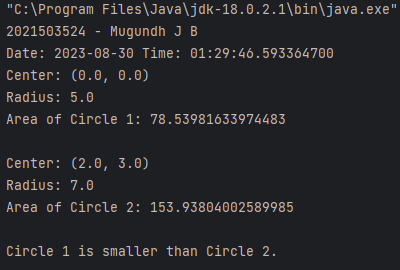 "C:\Program Files\Java\jdk-18.0.2.1\bin\java.exe"
2021503524 - Mugundh J B
Date: 2023-08-30 Time: 01:29:46.593364700
Center: (0.0, 0.0)
Radius: 5.0
Area of Circle 1: 78.53981633974483
Center: (2.0, 3.0)
Radius: 7.0
Area of Circle 2: 153.93804002589985
Circle 1 is smaller than Circle 2.